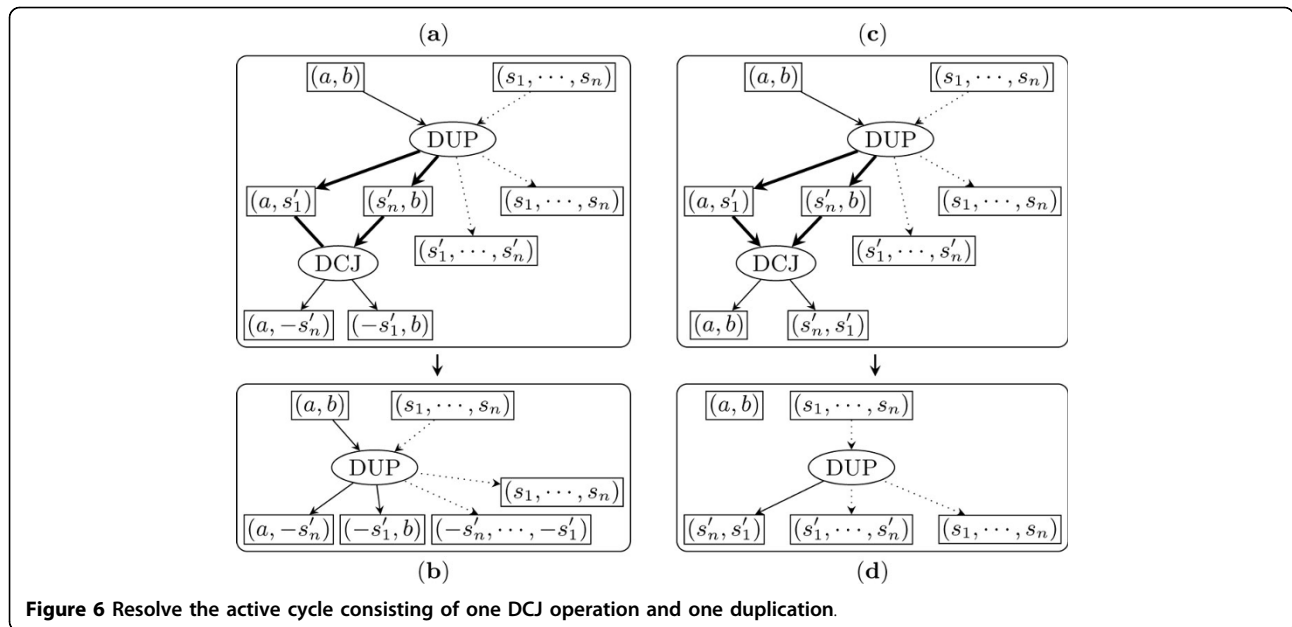 (a)
(a, b)
(s₁, ⋯, sₙ)
DUP
(a, s′₁)
(s′ₙ, b)
(s₁, ⋯, sₙ)
(s′₁, ⋯, s′ₙ)
DCJ
(a, −s′ₙ)
(−s′₁, b)
(a, b)
(s₁, ⋯, sₙ)
DUP
(s₁, ⋯, sₙ)
(a, −s′ₙ)
(−s′₁, b)
(−s′ₙ, ⋯, −s′₁)
(b)
(c)
(a, b)
(s₁, ⋯, sₙ)
DUP
(a, s′₁)
(s′ₙ, b)
(s₁, ⋯, sₙ)
(s′₁, ⋯, s′ₙ)
DCJ
(a, b)
(s′ₙ, s′₁)
(a, b)
(s₁, ⋯, sₙ)
DUP
(s′ₙ, s′₁)
(s′₁, ⋯, s′ₙ)
(s₁, ⋯, sₙ)
(d)
Figure 6 Resolve the active cycle consisting of one DCJ operation and one duplication.